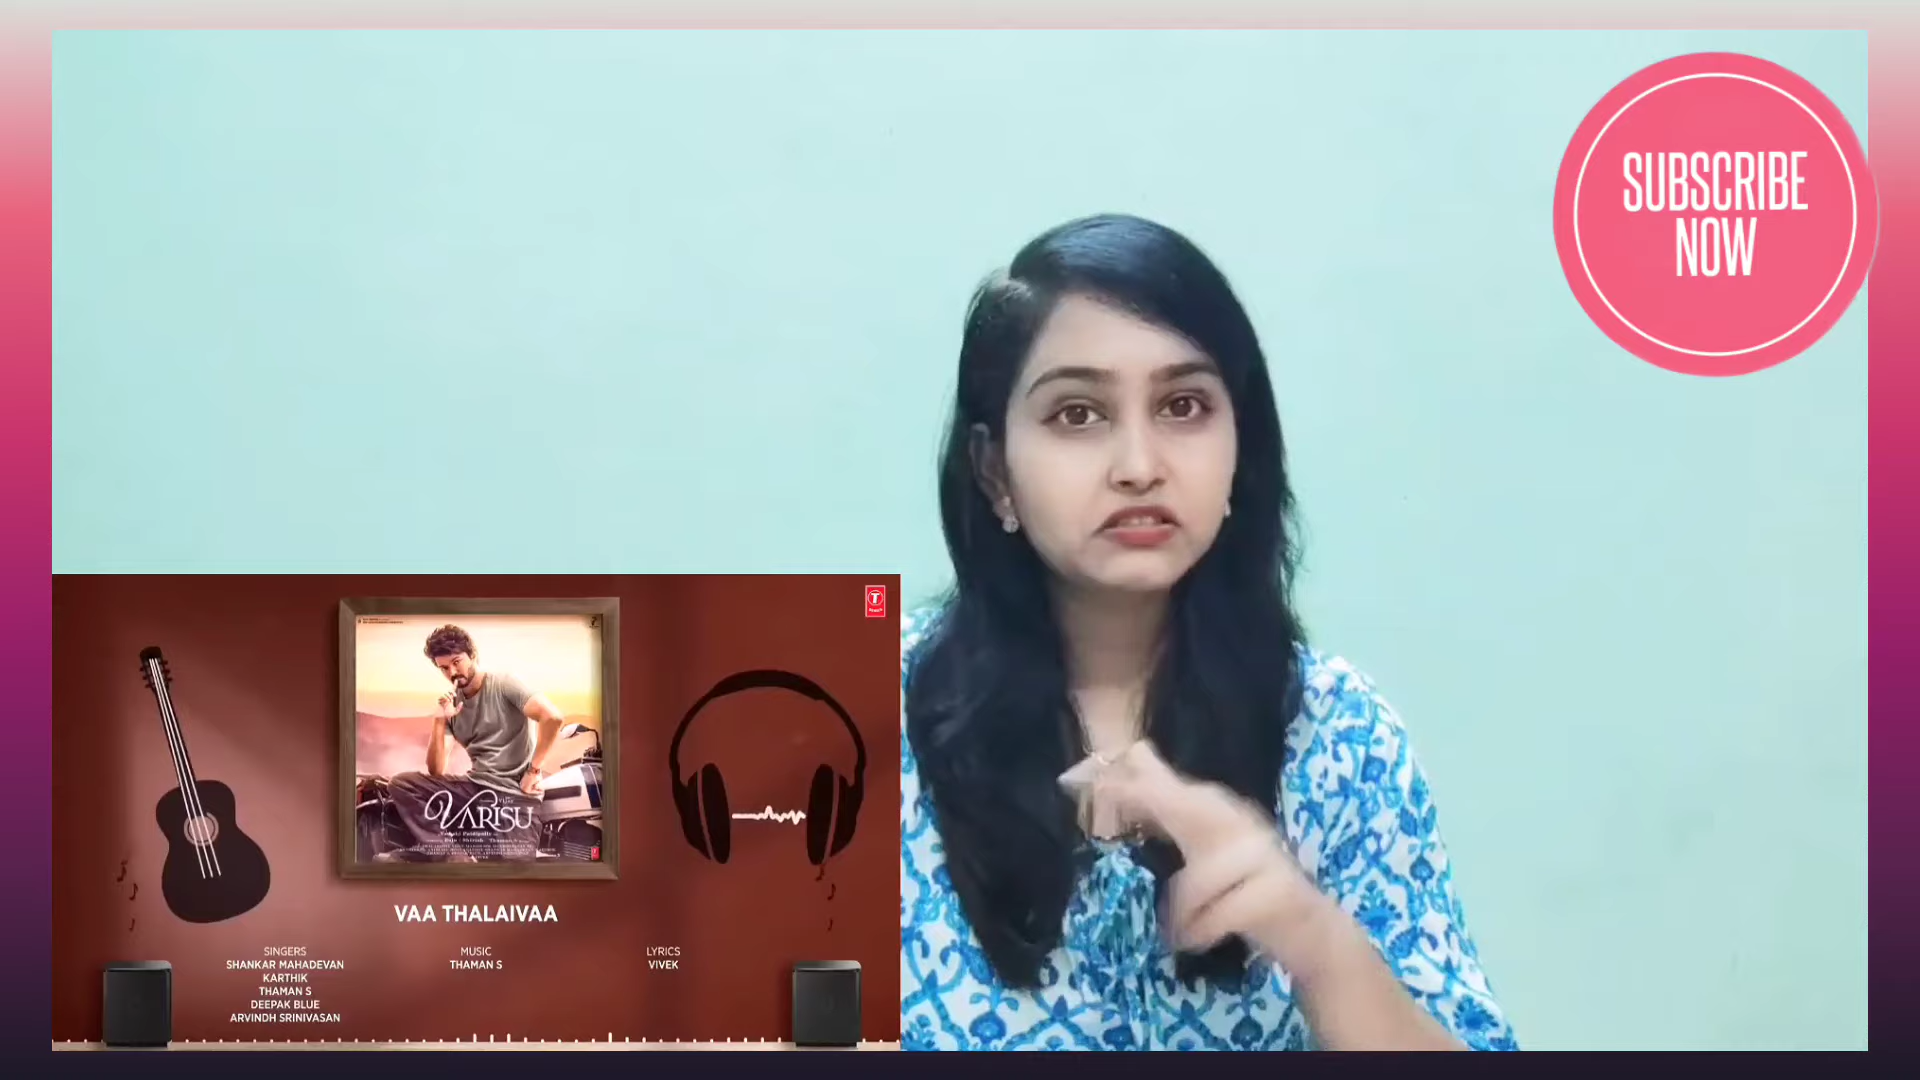 SUBSCRIBE
NOW
T
VARISU
VAA THALAIVAA
SINGERS
SHANKAR MAHADEVAN
KARTHIK
THAMAN S
DEEPAK BLUE
ARVINDH SRINIVASAN
MUSIC
THAMAN S
LYRICS
VIVEK